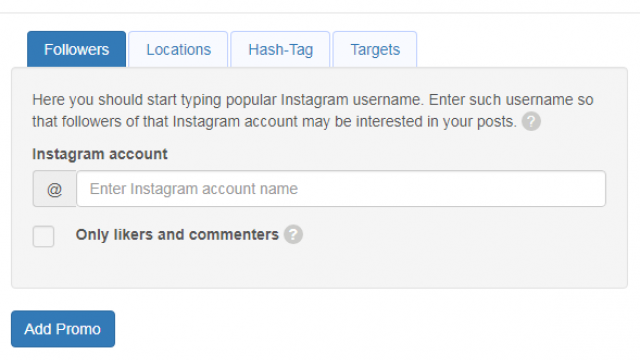 Followers Locations Hash-Tag Targets
Here you should start typing popular Instagram username. Enter such username so
that followers of that Instagram account may be interested in your posts. ?
Instagram account
@ Enter Instagram account name
Only likers and commenters ?
Add Promo